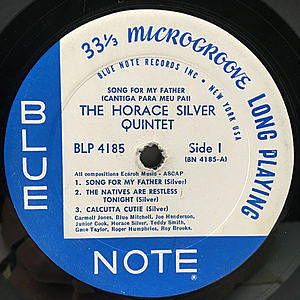 33⅓ MICROGROOVE LONG PLAYING
BLUE NOTE RECORDS INC • NEW YORK USA
SONG FOR MY FATHER
(CANTIGA PARA MEU PAI)
THE HORACE SILVER
QUINTET
BLP 4185 Side 1
(BN 4185-A)
All compositions Ecaroh Music - ASCAP
1. SONG FOR MY FATHER (Silver)
2. THE NATIVES ARE RESTLESS
TONIGHT (Silver)
3. CALCUTTA CUTIE (Silver)
Carmell Jones, Blue Mitchell, Joe Henderson,
Junior Cook, Horace Silver, Teddy Smith,
Gene Taylor, Roger Humphries, Roy Brooks.
BLUE
NOTE
®